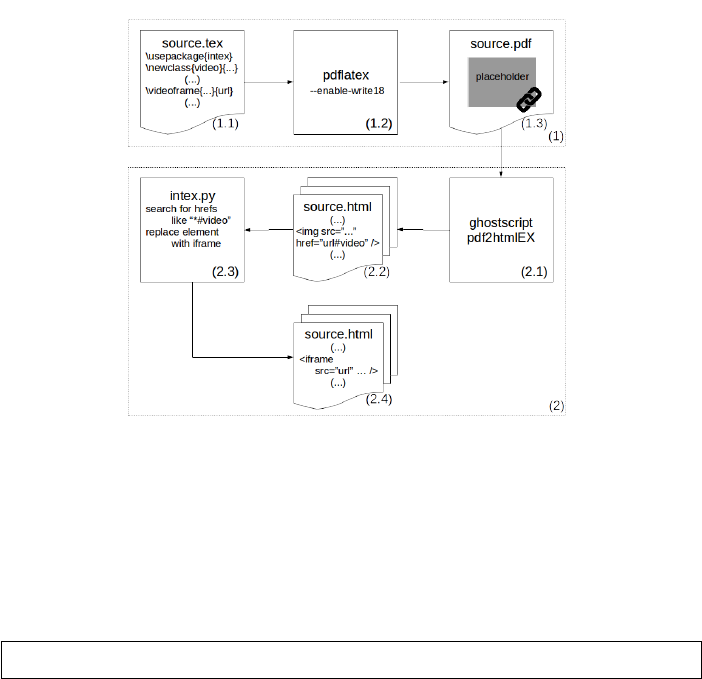 source.tex
\usepackage{intex}
\newclass{video}{...}
(...)
\videoframe{...}{url}
(...)
(1.1)
pdflatex
--enable-write18
(1.2)
source.pdf
placeholder
(1.3)
(1)
intex.py
search for hrefs
like "*#video"
replace element
with iframe
(2.3)
source.html
(...)
<img src="..."
href="url#video" />
(...)
(2.2)
ghostscript
pdf2htmlEX
(2.1)
source.html
(...)
<iframe
src="url" ... />
(...)
(2.4)
(2)